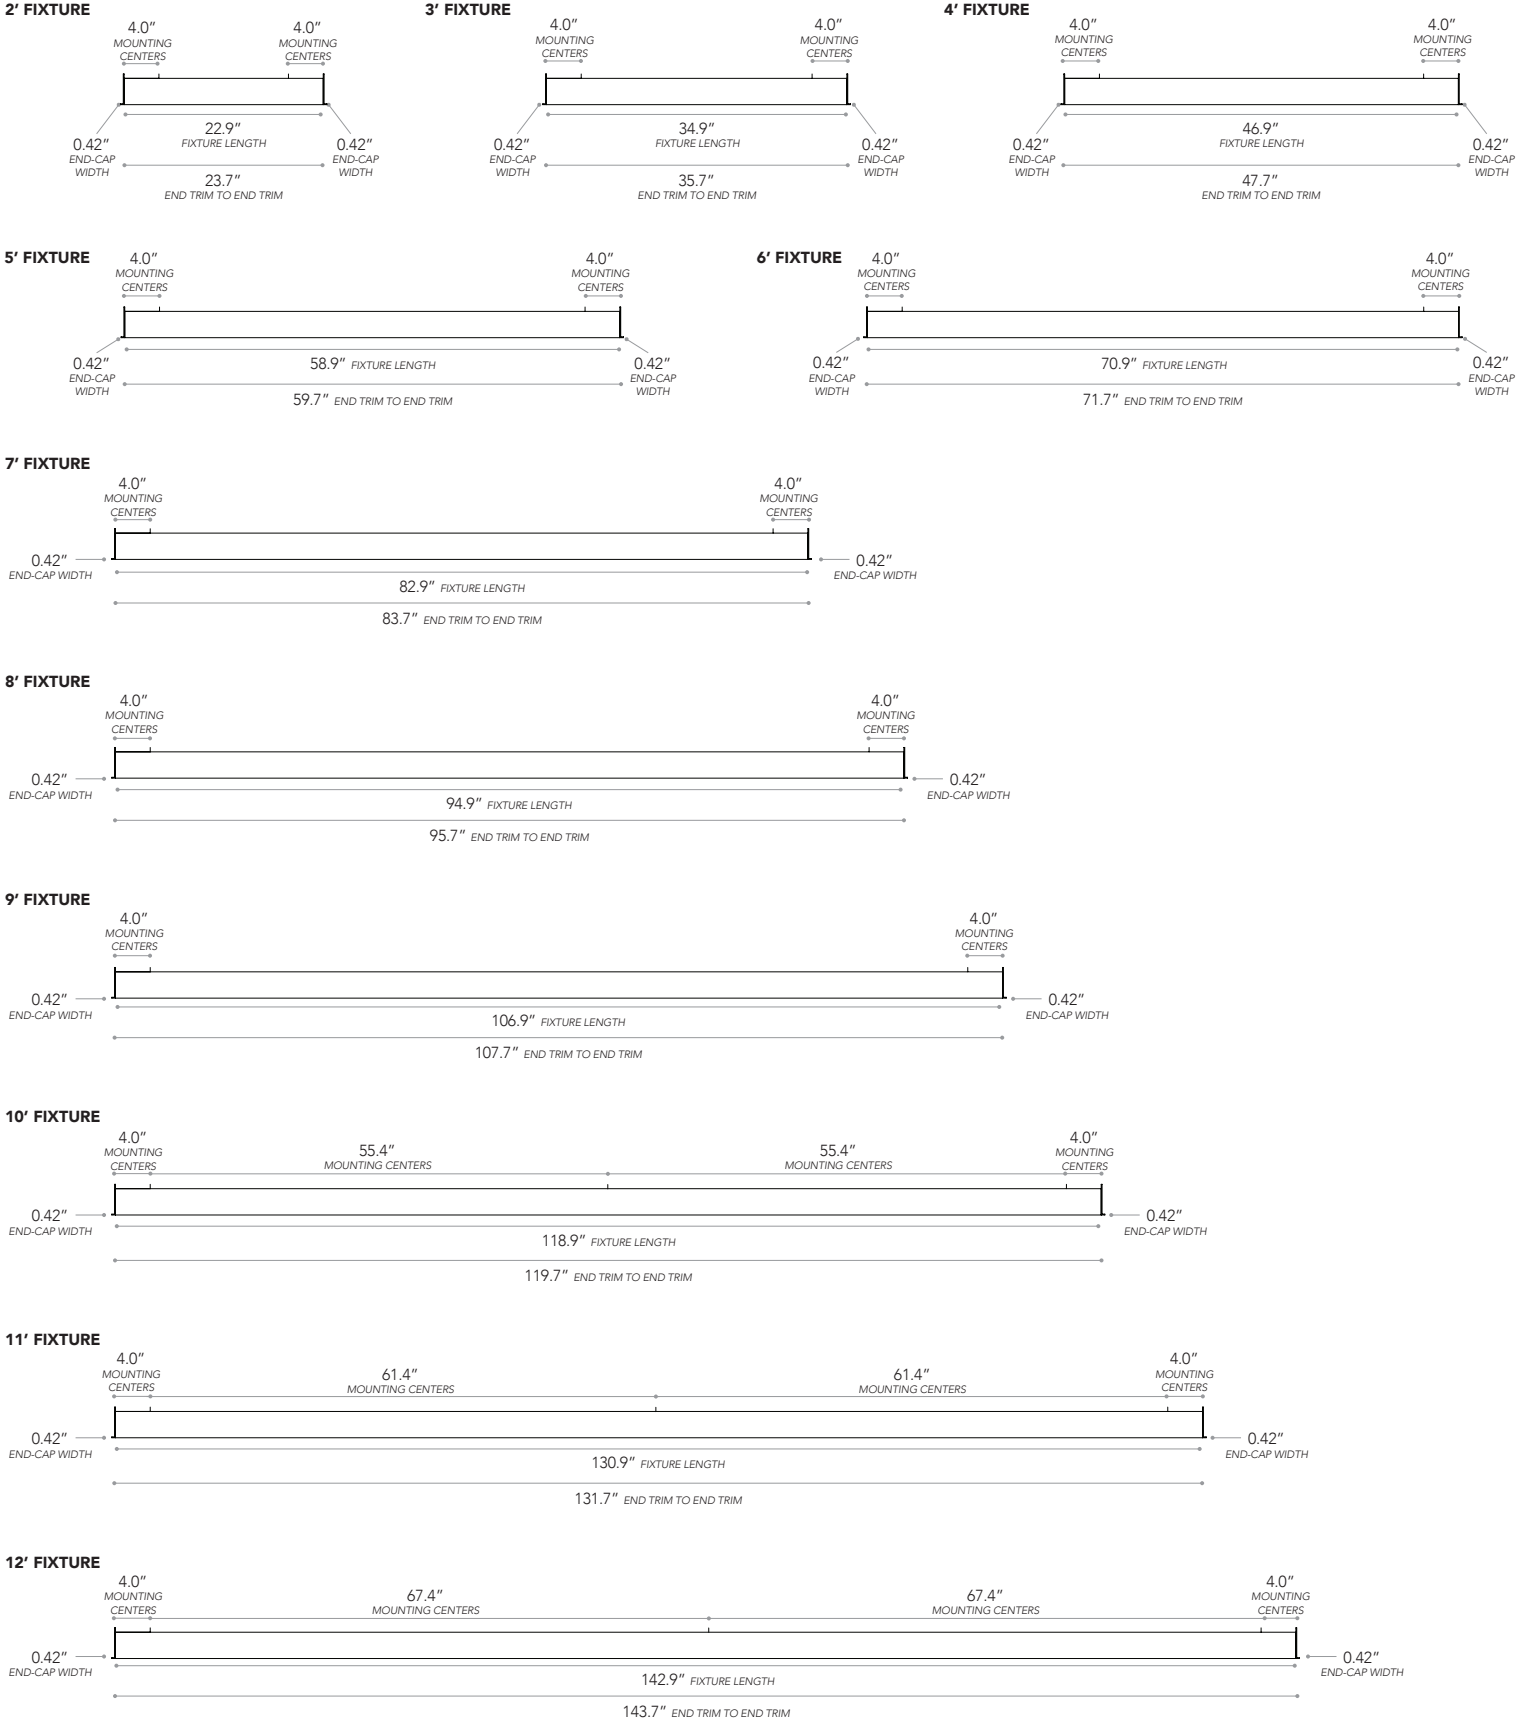 2’ FIXTURE
4.0”
MOUNTING
CENTERS
4.0”
MOUNTING
CENTERS
0.42”
END-CAP
WIDTH
22.9”
FIXTURE LENGTH
0.42”
END-CAP
WIDTH
23.7”
END TRIM TO END TRIM
3’ FIXTURE
4.0”
MOUNTING
CENTERS
4.0”
MOUNTING
CENTERS
0.42”
END-CAP
WIDTH
34.9”
FIXTURE LENGTH
0.42”
END-CAP
WIDTH
35.7”
END TRIM TO END TRIM
4’ FIXTURE
4.0”
MOUNTING
CENTERS
4.0”
MOUNTING
CENTERS
0.42”
END-CAP
WIDTH
46.9”
FIXTURE LENGTH
0.42”
END-CAP
WIDTH
47.7”
END TRIM TO END TRIM
5’ FIXTURE
4.0”
MOUNTING
CENTERS
4.0”
MOUNTING
CENTERS
0.42”
END-CAP
WIDTH
58.9” FIXTURE LENGTH
0.42”
END-CAP
WIDTH
59.7” END TRIM TO END TRIM
6’ FIXTURE
4.0”
MOUNTING
CENTERS
4.0”
MOUNTING
CENTERS
0.42”
END-CAP
WIDTH
70.9” FIXTURE LENGTH
0.42”
END-CAP
WIDTH
71.7” END TRIM TO END TRIM
7’ FIXTURE
4.0”
MOUNTING
CENTERS
4.0”
MOUNTING
CENTERS
0.42”
END-CAP WIDTH
0.42”
END-CAP WIDTH
82.9” FIXTURE LENGTH
83.7” END TRIM TO END TRIM
8’ FIXTURE
4.0”
MOUNTING
CENTERS
4.0”
MOUNTING
CENTERS
0.42”
END-CAP WIDTH
0.42”
END-CAP WIDTH
94.9” FIXTURE LENGTH
95.7” END TRIM TO END TRIM
9’ FIXTURE
4.0”
MOUNTING
CENTERS
4.0”
MOUNTING
CENTERS
0.42”
END-CAP WIDTH
0.42”
END-CAP WIDTH
106.9” FIXTURE LENGTH
107.7” END TRIM TO END TRIM
10’ FIXTURE
4.0”
MOUNTING
CENTERS
55.4”
MOUNTING CENTERS
55.4”
MOUNTING CENTERS
4.0”
MOUNTING
CENTERS
0.42”
END-CAP WIDTH
0.42”
END-CAP WIDTH
118.9” FIXTURE LENGTH
119.7” END TRIM TO END TRIM
11’ FIXTURE
4.0”
MOUNTING
CENTERS
61.4”
MOUNTING CENTERS
61.4”
MOUNTING CENTERS
4.0”
MOUNTING
CENTERS
0.42”
END-CAP WIDTH
0.42”
END-CAP WIDTH
130.9” FIXTURE LENGTH
131.7” END TRIM TO END TRIM
12’ FIXTURE
4.0”
MOUNTING
CENTERS
67.4”
MOUNTING CENTERS
67.4”
MOUNTING CENTERS
4.0”
MOUNTING
CENTERS
0.42”
END-CAP WIDTH
0.42”
END-CAP WIDTH
142.9” FIXTURE LENGTH
143.7” END TRIM TO END TRIM